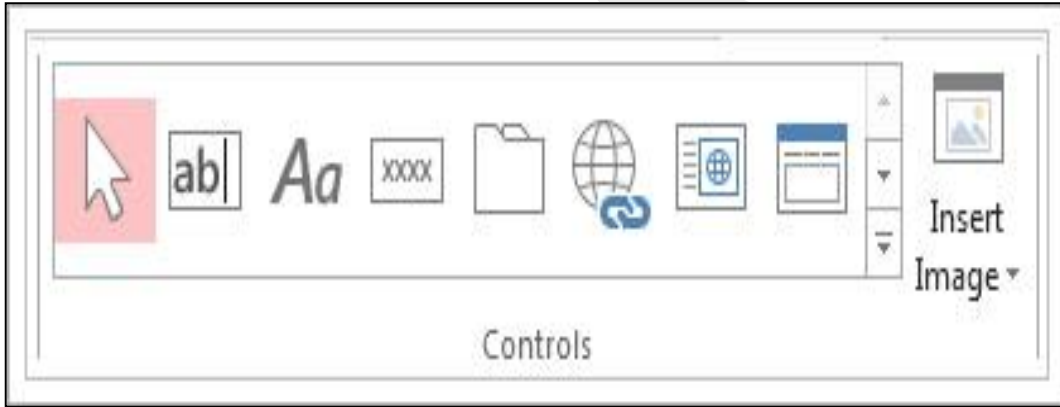 ab
Aa
xxxx
Insert
Image
Controls